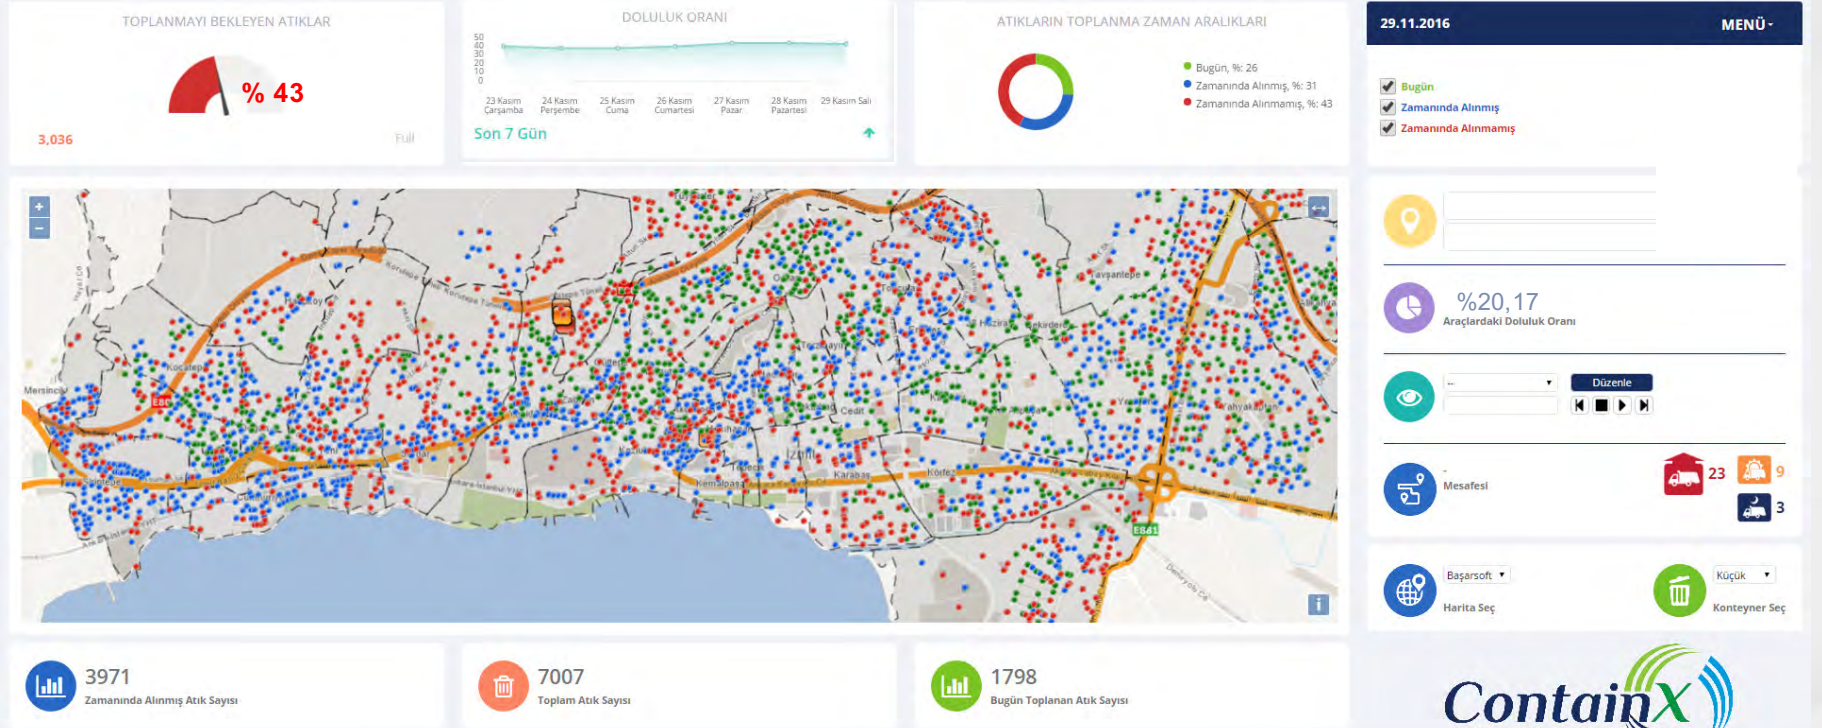 TOPLANMAYI BEKLEYEN ATIKLAR
% 43
3,036
Full
DOLULUK ORANI
50
40
30
20
10
0
23 Kasım Çarşamba
24 Kasım Perşembe
25 Kasım Cuma
26 Kasım Cumartesi
27 Kasım Pazar
28 Kasım Pazartesi
29 Kasım Salı
Son 7 Gün
ATIKLARIN TOPLANMA ZAMAN ARALIKLARI
Bugün, %: 26
Zamanında Alınmış, %: 31
Zamanında Alınmamış, %: 43
29.11.2016
MENÜ
Bugün
Zamanında Alınmış
Zamanında Alınmamış
+
−
Tavşantepe
Kocatepe
Mersincik
E80
Cedit
Yahyakaptan
İzmit
Karabaş
Körfez
Kemalpaşa
E881
Demiryolu Cd.
i
%20,17
Araçlardaki Doluluk Oranı
--
Düzenle
-
Mesafesi
23
9
3
Başarsoft
Harita Seç
Küçük
Konteyner Seç
3971
Zamanında Alınmış Atık Sayısı
7007
Toplam Atık Sayısı
1798
Bugün Toplanan Atık Sayısı
ContainX